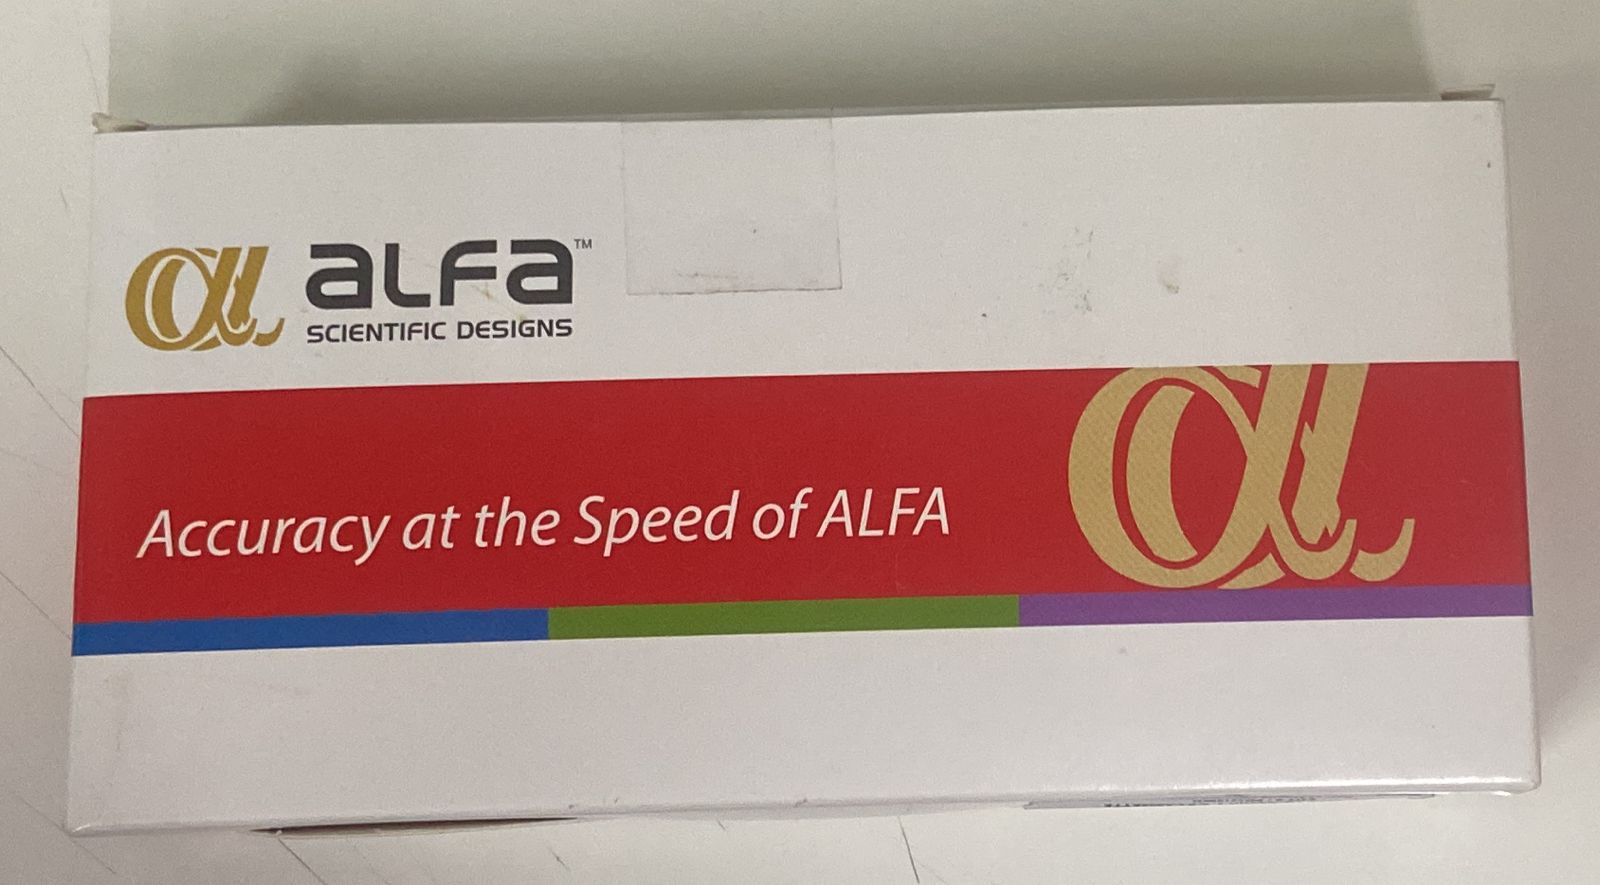 aLFa™
SCIENTIFIC DESIGNS
Accuracy at the Speed of ALFA